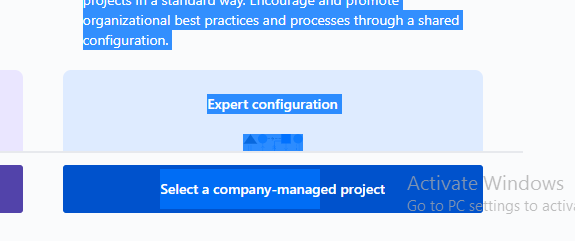 projects in a standard way. Encourage and promote
organizational best practices and processes through a shared
configuration.
Expert configuration
Select a company-managed project
Activate Windows
Go to PC settings to activa